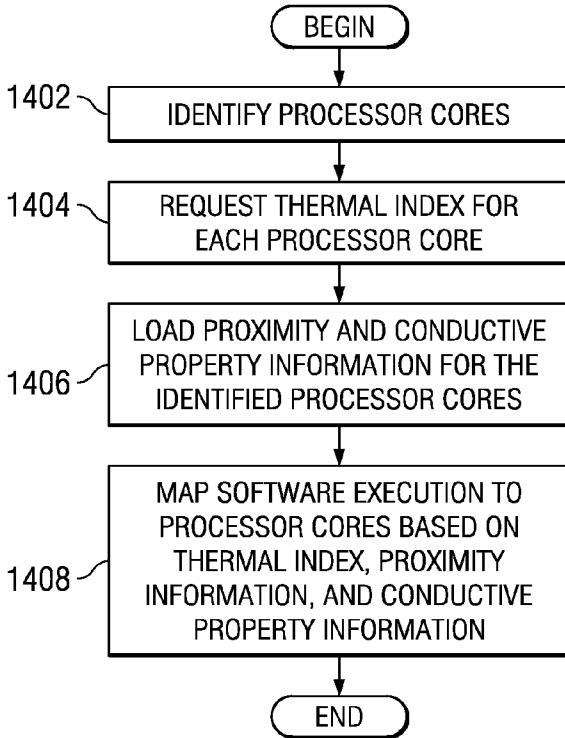 BEGIN
1402
IDENTIFY PROCESSOR CORES
1404
REQUEST THERMAL INDEX FOR
EACH PROCESSOR CORE
LOAD PROXIMITY AND CONDUCTIVE
PROPERTY INFORMATION FOR THE
1406
IDENTIFIED PROCESSOR CORES
MAP SOFTWARE EXECUTION TO
PROCESSOR CORES BASED ON
THERMAL INDEX, PROXIMITY
1408
INFORMATION, AND CONDUCTIVE
PROPERTY INFORMATION
END